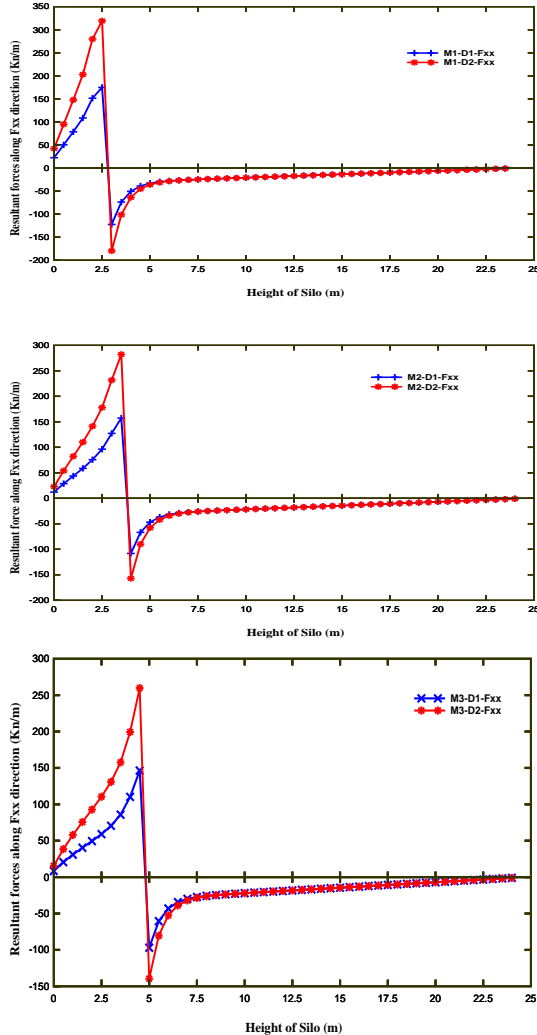 Resultant forces along Fxx direction (Kn/m)
350
300
250
200
150
100
50
0
-50
-100
-150
-200
M1-D1-Fxx
M1-D2-Fxx
0 2.5 5 7.5 10 12.5 15 17.5 20 22.5 25
Height of Silo (m)
Resultant force along Fxx direction (Kn/m)
300
250
200
150
100
50
0
-50
-100
-150
-200
M2-D1-Fxx
M2-D2-Fxx
0 2.5 5 7.5 10 12.5 15 17.5 20 22.5 25
Height of Silo (m)
Resultant forces along Fxx direction (Kn/m)
300
250
200
150
100
50
0
-50
-100
-150
M3-D1-Fxx
M3-D2-Fxx
0 2.5 5 7.5 10 12.5 15 17.5 20 22.5 25
Height of Silo (m)